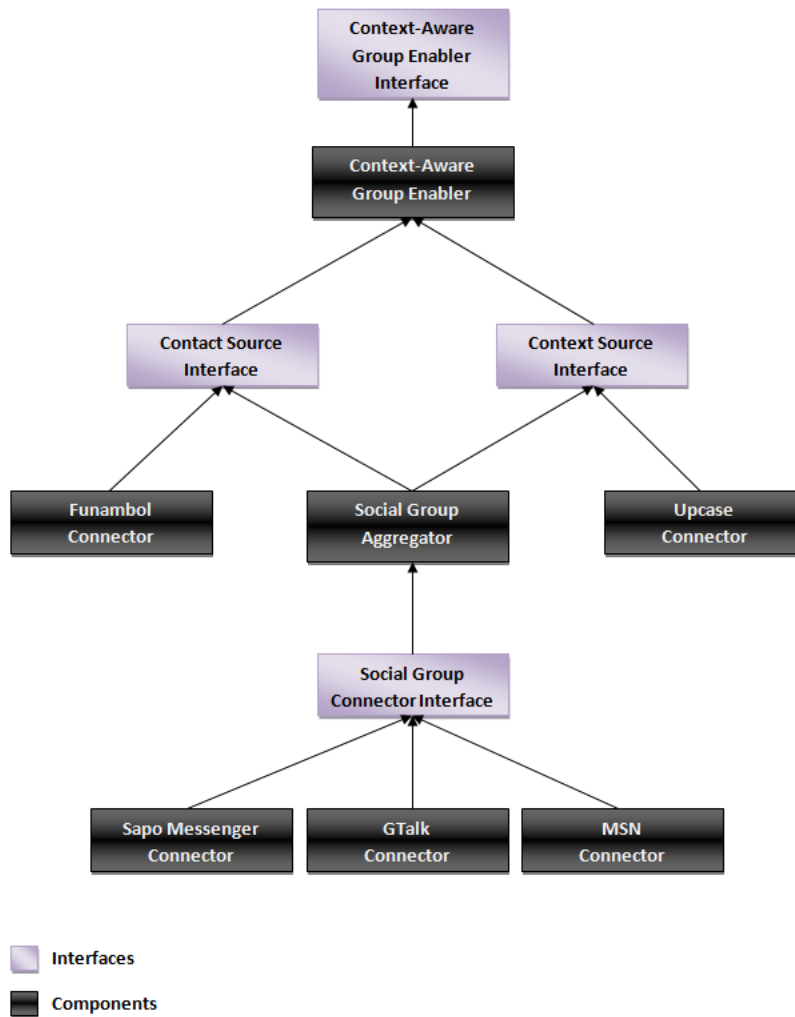 Context-Aware
Group Enabler
Interface
Context-Aware
Group Enabler
Contact Source
Interface
Context Source
Interface
Funambol
Connector
Social Group
Aggregator
Upcase
Connector
Social Group
Connector Interface
Sapo Messenger
Connector
GTalk
Connector
MSN
Connector
Interfaces
Components